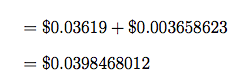 = $0.03619 + $0.003658623
= $0.0398468012